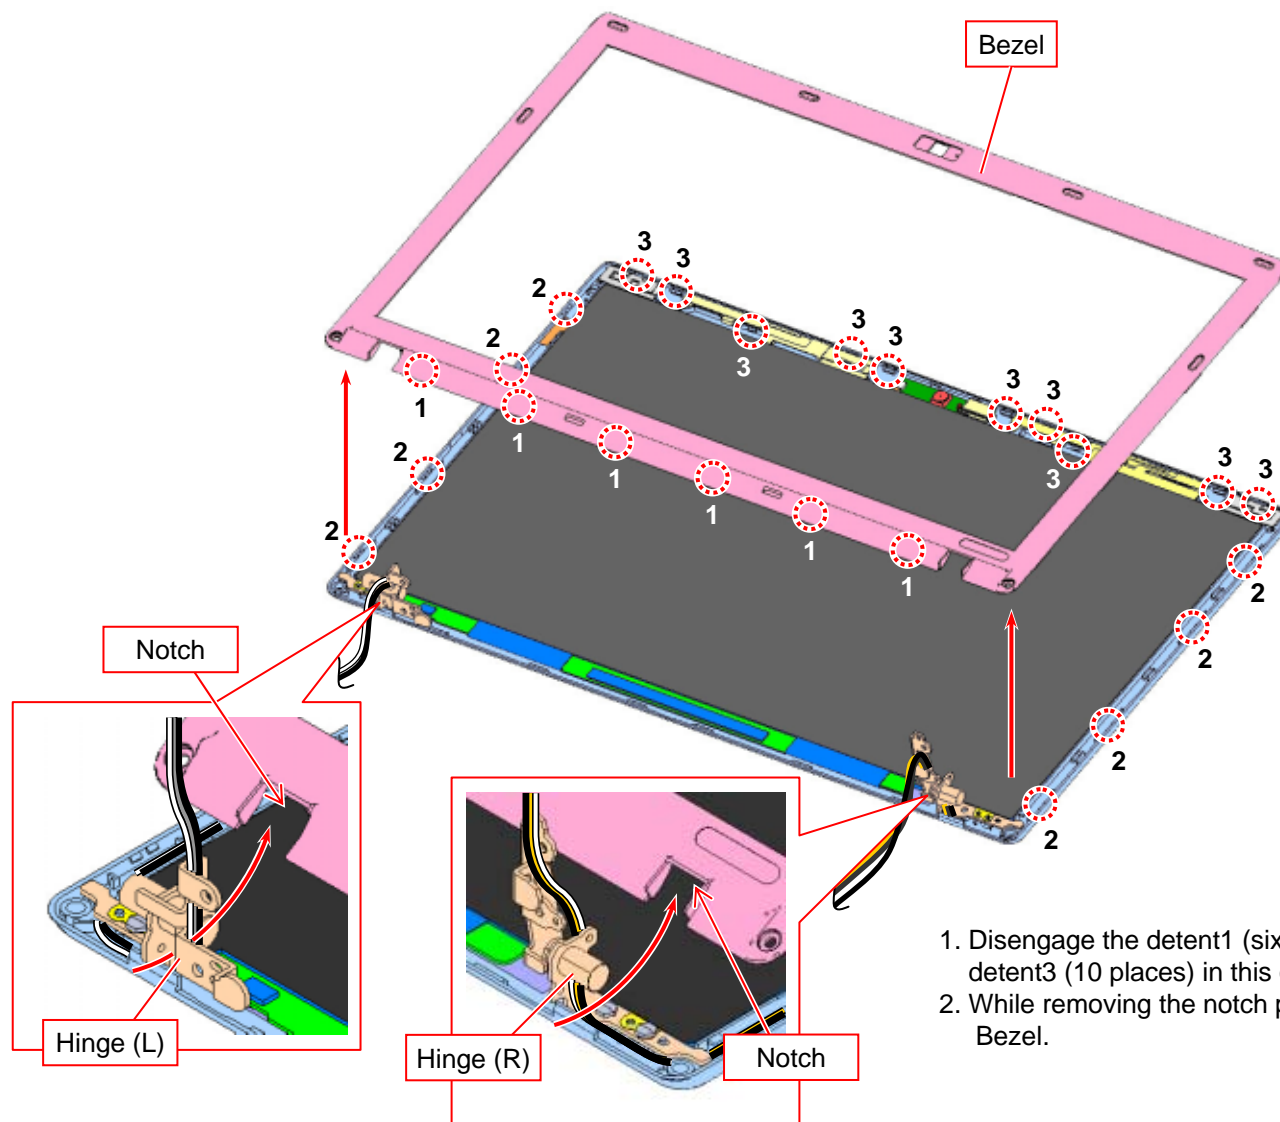 Bezel
3
3
2
3
3
2
3
3
3
1
1
3
2
1
3
3
1
2
1
1
2
2
Notch
2
2
2
1. Disengage the detent1 (six
detent3 (10 places) in this
2. While removing the notch
Bezel.
Hinge (L)
Hinge (R)
Notch